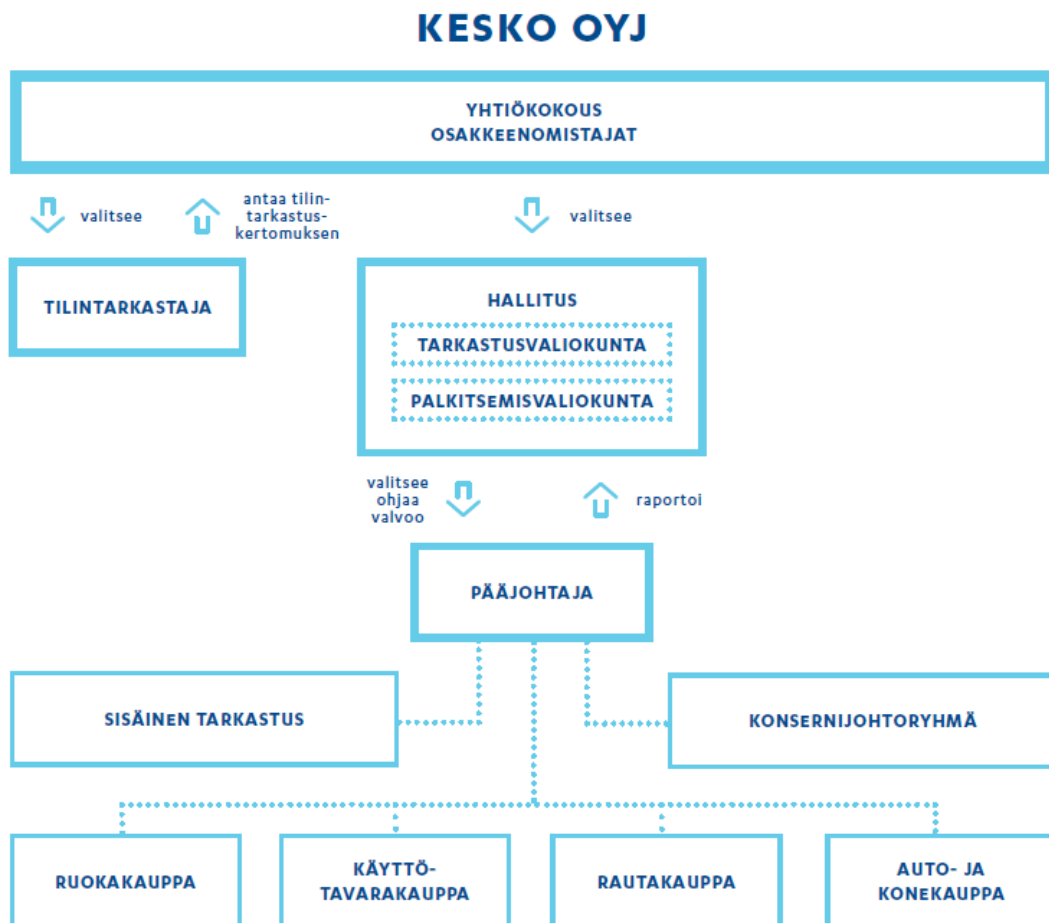 KESKO OYJ
YHTIÖKOKOUS
OSAKKEENOMISTAJAT
valitsee
antaa tilin-
tarkastus-
kertomuksen
valitsee
TILINTARKASTAJA
HALLITUS
TARKASTUSVALIOKUNTA
PALKITSEMISVALIOKUNTA
valitsee
ohjaa
valvoo
raportoi
PÄÄJOHTAJA
SISÄINEN TARKASTUS
KONSERNIJOHTORYHMÄ
RUOKAKAUPPA
KÄYTTÖ-
TAVARAKAUPPA
RAUTAKAUPPA
AUTO- JA
KONEKAUPPA